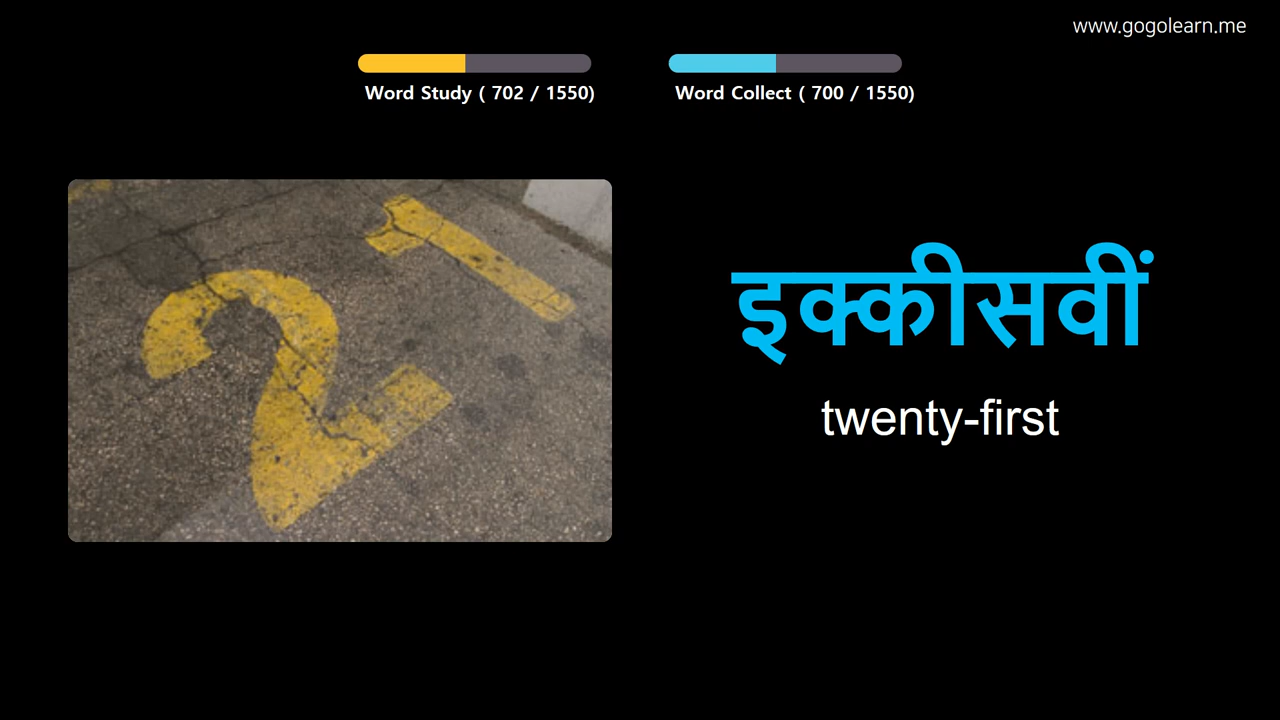 www.gogolearn.me
Word Study ( 702 / 1550)
Word Collect ( 700 / 1550)
21
इक्कीसवीं
twenty-first